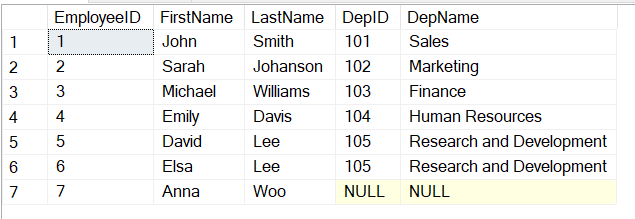 EmployeeID FirstName LastName DepID DepName
1 1 John Smith 101 Sales
2 2 Sarah Johanson 102 Marketing
3 3 Michael Williams 103 Finance
4 4 Emily Davis 104 Human Resources
5 5 David Lee 105 Research and Development
6 6 Elsa Lee 105 Research and Development
7 7 Anna Woo NULL NULL